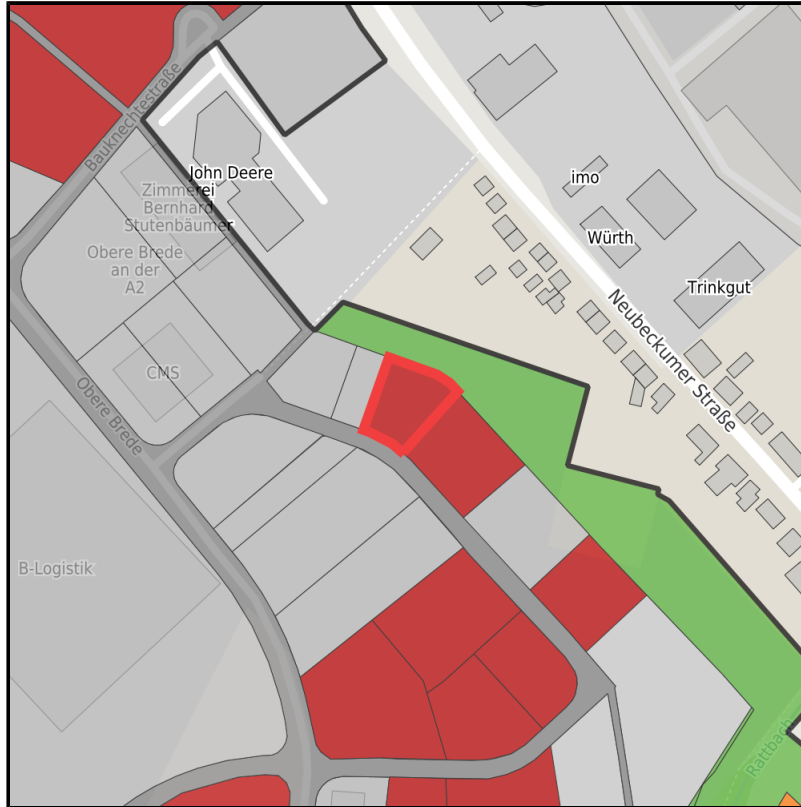 Bauknechtestraße
John Deere
Zimmerei
Bernhard
Stutenbäumer
Obere Brede
an der
A2
CMS
Obere Brede
B-Logistik
imo
Würth
Trinkgut
Neubeckumer Straße
Rattbach